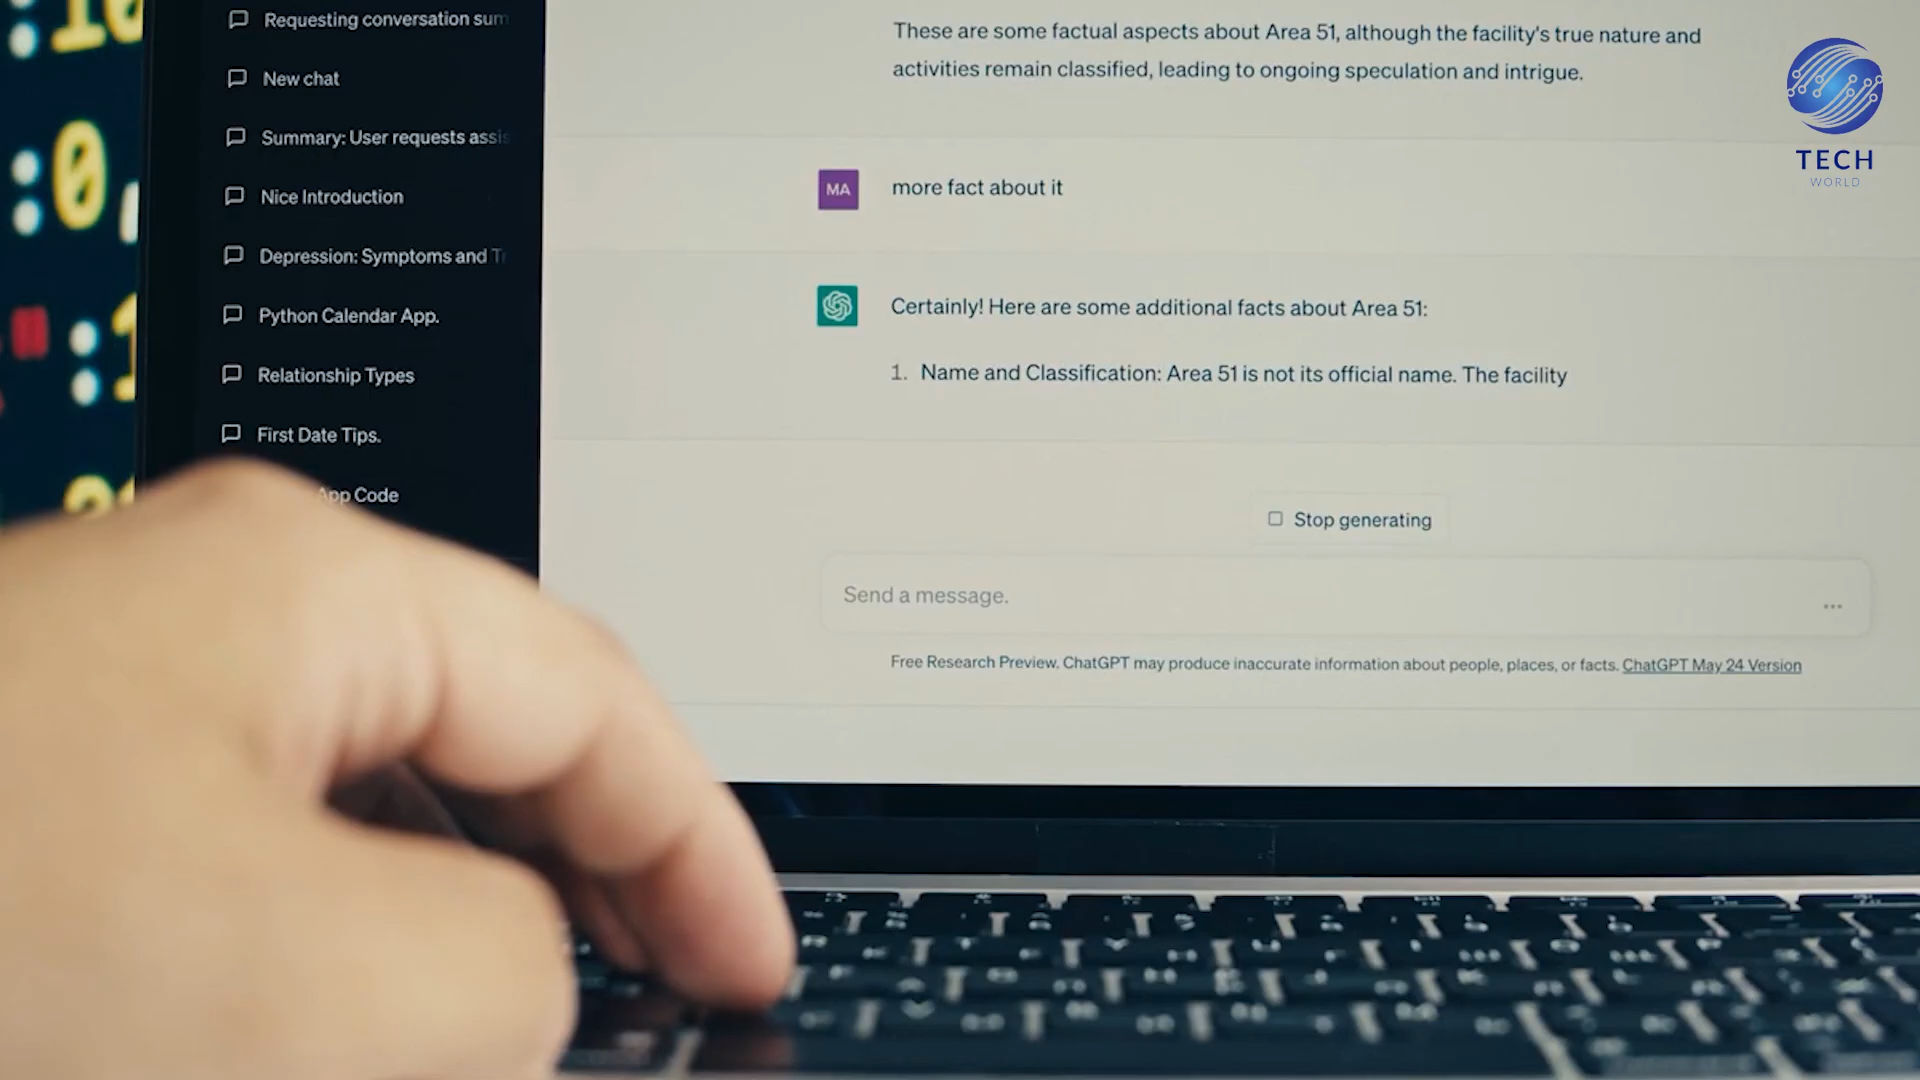 Requesting conversation sum
New chat
Summary: User requests assis
Nice Introduction
Depression: Symptoms and Tr
Python Calendar App.
Relationship Types
First Date Tips.
App Code
These are some factual aspects about Area 51, although the facility's true nature and
activities remain classified, leading to ongoing speculation and intrigue.
MA
more fact about it
Certainly! Here are some additional facts about Area 51:
1. Name and Classification: Area 51 is not its official name. The facility
Stop generating
Send a message.
...
Free Research Preview. ChatGPT may produce inaccurate information about people, places, or facts. ChatGPT May 24 Version
TECH
WORLD